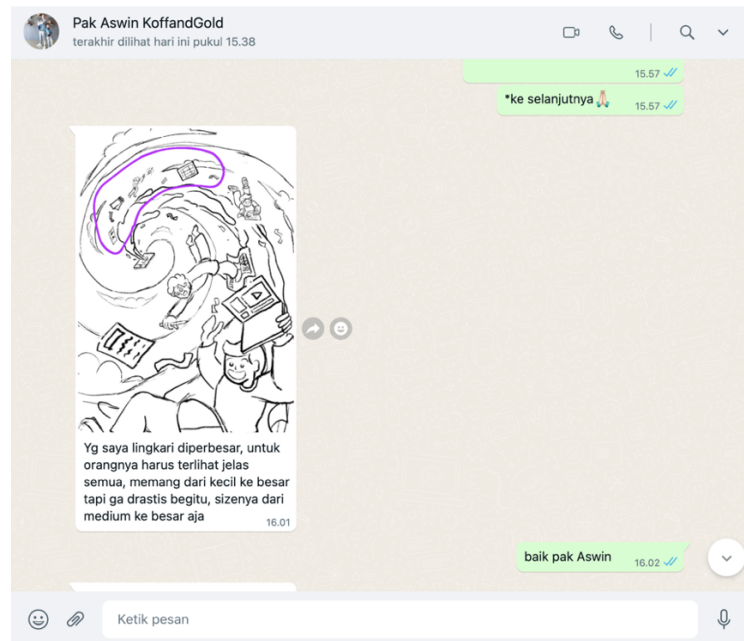 Pak Aswin KoffandGold
terakhir dilihat hari ini pukul 15.38
15.57
*ke selanjutnya🙏🏻
15.57
Yg saya lingkari diperbesar, untuk
orangnya harus terlihat jelas
semua, memang dari kecil ke besar
tapi ga drastis begitu, sizenya dari
medium ke besar aja
16.01
baik pak Aswin
16.02
Ketik pesan